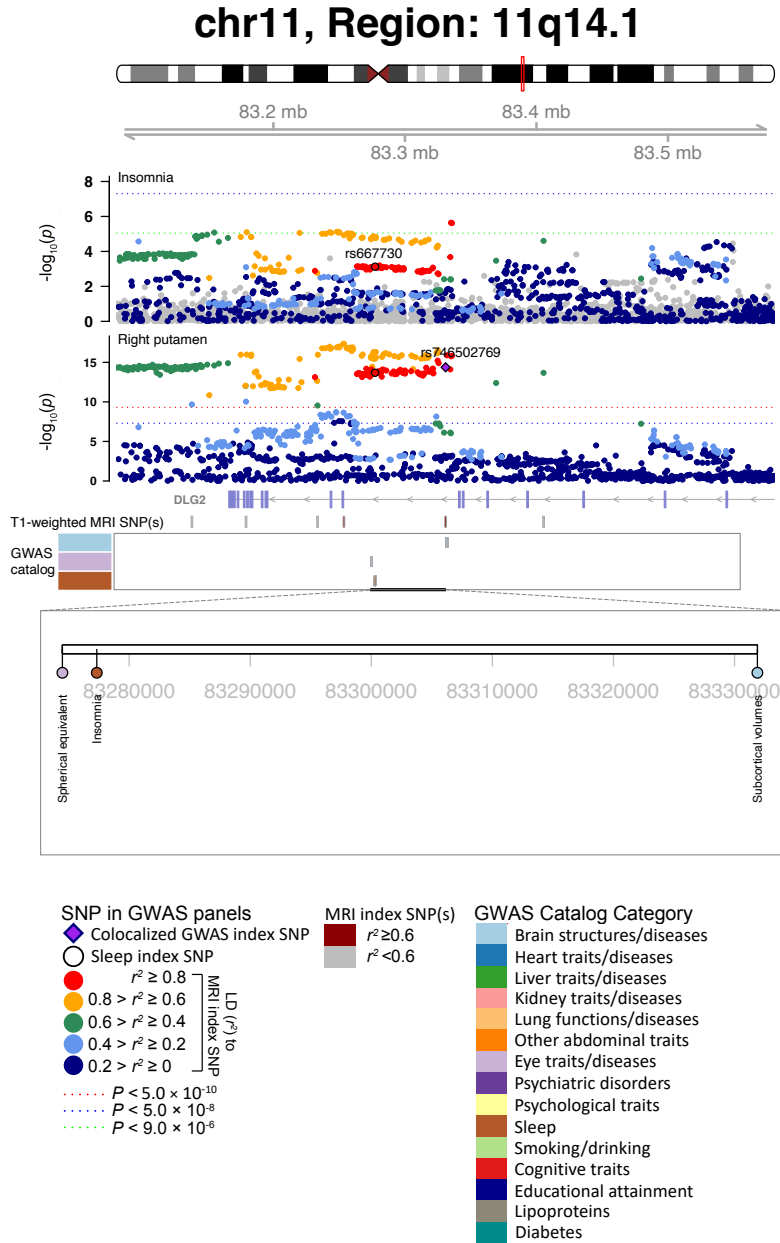 chr11, Region: 11q14.1
83.2 mb
83.4 mb
83.3 mb
83.5 mb
Insomnia
8
6
4
2
0
-log10(p)
rs667730
Right putamen
15
10
5
0
-log10(p)
rs746502769
DLG2
T1-weighted MRI SNP(s)
GWAS
catalog
83280000
83290000
83300000
83310000
83320000
83330000
Spherical equivalent
Insomnia
Subcortical volumes
SNP in GWAS panels
Colocalized GWAS index SNP
Sleep index SNP
r² ≥ 0.8
0.8 > r² ≥ 0.6
0.6 > r² ≥ 0.4
0.4 > r² ≥ 0.2
0.2 > r² ≥ 0
LD (r²) to
MRI index SNP
P < 5.0 × 10⁻¹⁰
P < 5.0 × 10⁻⁸
P < 9.0 × 10⁻⁶
MRI index SNP(s)
r² ≥0.6
r² <0.6
GWAS Catalog Category
Brain structures/diseases
Heart traits/diseases
Liver traits/diseases
Kidney traits/diseases
Lung functions/diseases
Other abdominal traits
Eye traits/diseases
Psychiatric disorders
Psychological traits
Sleep
Smoking/drinking
Cognitive traits
Educational attainment
Lipoproteins
Diabetes